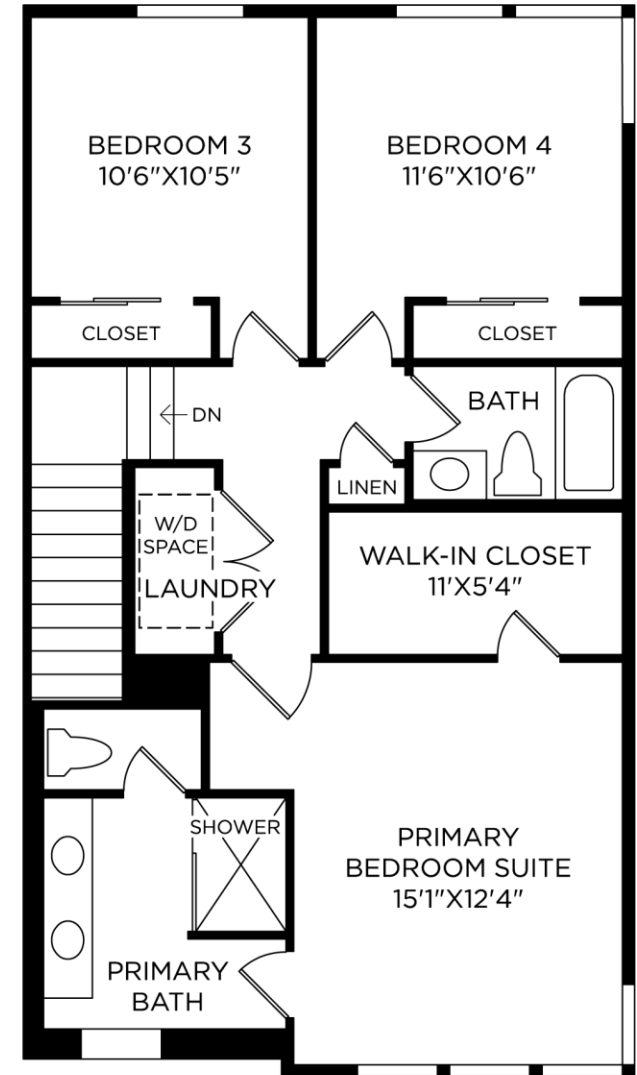 BEDROOM 3
10'6"X10'5"
BEDROOM 4
11'6"X10'6"
CLOSET
CLOSET
DN
BATH
LINEN
W/D
SPACE
LAUNDRY
WALK-IN CLOSET
11'X5'4"
SHOWER
PRIMARY
BEDROOM SUITE
15'1"X12'4"
PRIMARY
BATH